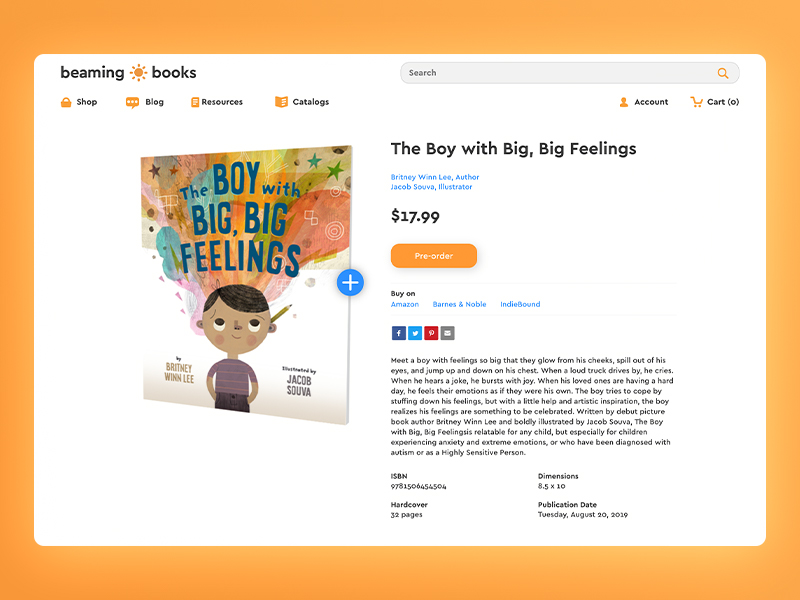 beaming books
Search
Shop
Blog
Resources
Catalogs
Account
Cart (0)
The BOY with
BIG, BIG
FEELINGS
by
BRITNEY
WINN LEE
Illustrated by
JACOB
SOUVA
The Boy with Big, Big Feelings
Britney Winn Lee, Author
Jacob Souva, Illustrator
$17.99
Pre-order
Buy on
Amazon
Barnes & Noble
IndieBound
Meet a boy with feelings so big that they glow from his cheeks, spill out of his
eyes, and jump up and down on his chest. When a loud truck drives by, he cries.
When he hears a joke, he bursts with joy. When his loved ones are having a hard
day, he feels their emotions as if they were his own. The boy tries to cope by
stuffing down his feelings, but with a little help and artistic inspiration, the boy
realizes his feelings are something to be celebrated. Written by debut picture
book author Britney Winn Lee and boldly illustrated by Jacob Souva, The Boy
with Big, Big Feelingsis relatable for any child, but especially for children
experiencing anxiety and extreme emotions, or who have been diagnosed with
autism or as a Highly Sensitive Person.
ISBN
9781506454504
Dimensions
8.5 x 10
Hardcover
32 pages
Publication Date
Tuesday, August 20, 2019